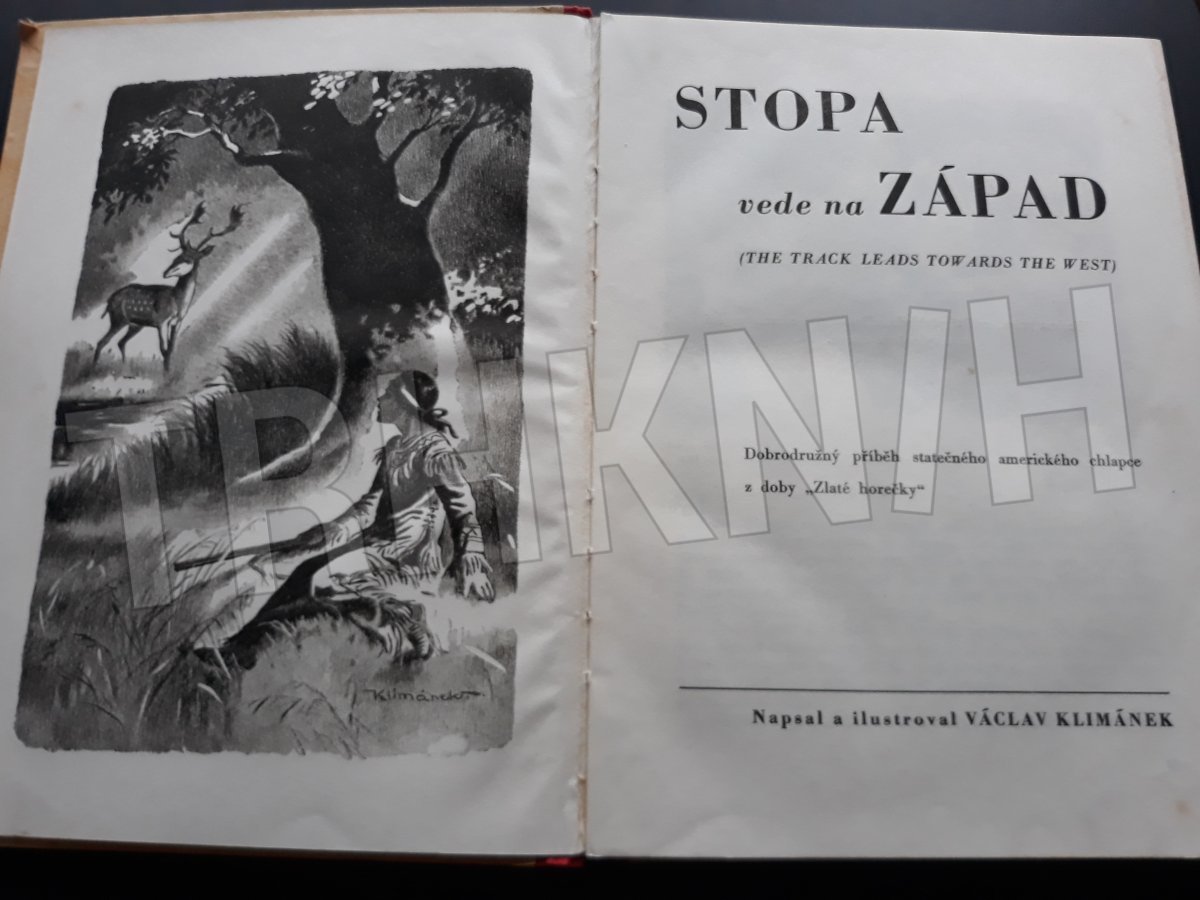 Klimánek
STOPA
vede na ZÁPAD
(THE TRACK LEADS TOWARDS THE WEST)
Dobrodružný příběh statečného amerického chlapce
z doby „Zlaté horečky“
Napsal a ilustroval VÁCLAV KLIMÁNEK
TRHKN/H